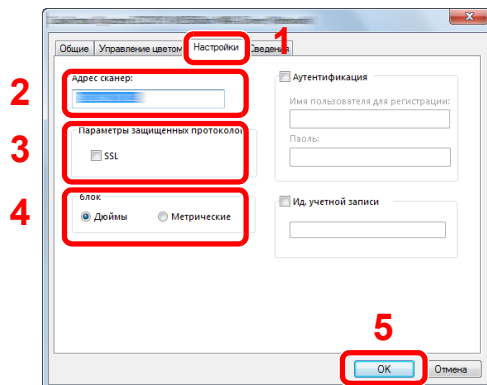 1
Общие Управление цветом Настройки Сведения
2
Адрес сканер:
3
Параметры защищенных протоколов
SSL
4
блок
Дюймы Метрические
Аутентификация
Имя пользователя для регистрации:
Паоль:
Ид. учетной записи
5
OK Отмена